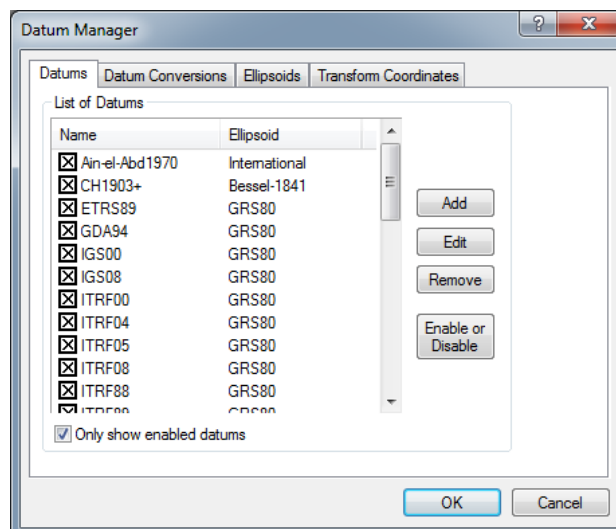 Datum Manager
Datums Datum Conversions Ellipsoids Transform Coordinates
List of Datums
Name Ellipsoid
Ain-el-Abd1970 International
CH1903+ Bessel-1841
ETRS89 GRS80
GDA94 GRS80
IGS00 GRS80
IGS08 GRS80
ITRF00 GRS80
ITRF04 GRS80
ITRF05 GRS80
ITRF08 GRS80
ITRF88 GRS80
ITRF89 GRS80
Add
Edit
Remove
Enable or
Disable
Only show enabled datums
OK Cancel